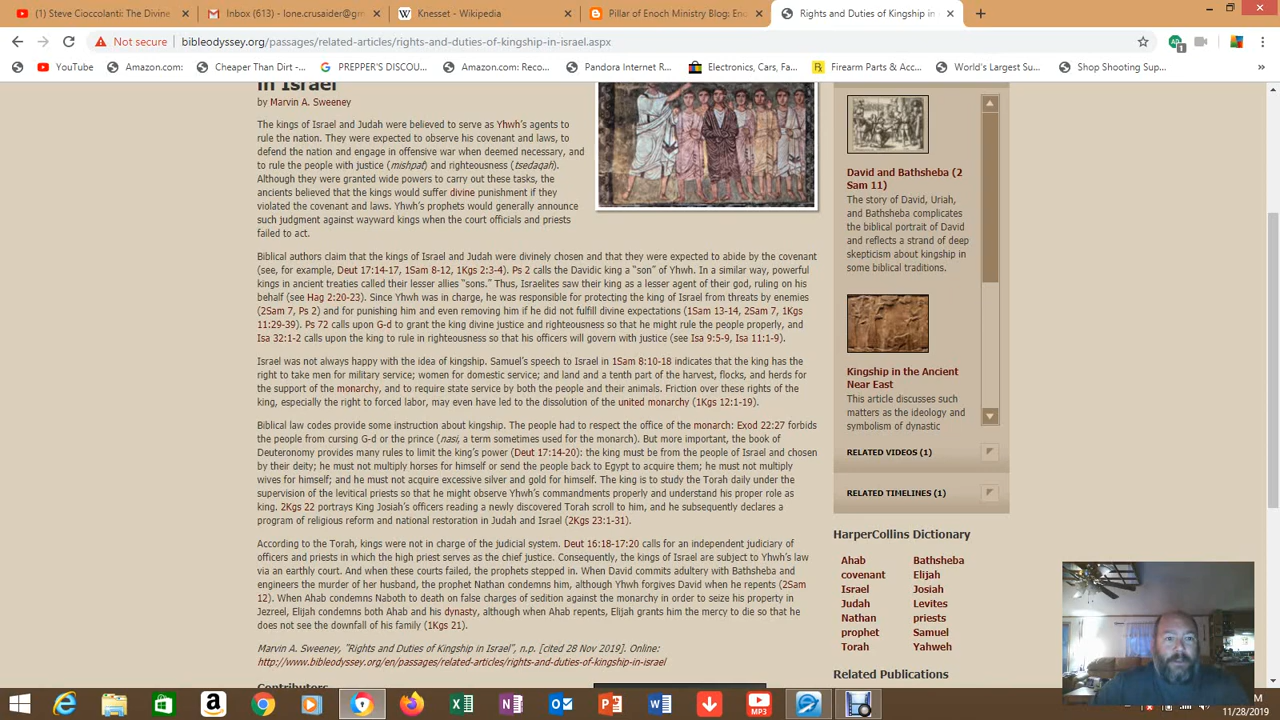 (1) Steve Cioccolanti: The Divine
Inbox (613) - lone.crusaider@gm
Knesset - Wikipedia
Pillar of Enoch Ministry Blog: Eno
Rights and Duties of Kingship in
Not secure
bibleodyssey.org/passages/related-articles/rights-and-duties-of-kingship-in-israel.aspx
YouTube
Amazon.com:
Cheaper Than Dirt -
PREPPER'S DISCOU...
Amazon.com: Reco...
Pandora Internet R...
Electronics, Cars, Fa...
Firearm Parts & Acc...
World's Largest Su...
Shop Shooting Sup...
in Israel
by Marvin A. Sweeney
The kings of Israel and Judah were believed to serve as Yhwh's agents to
rule the nation. They were expected to observe his covenant and laws, to
defend the nation and engage in offensive war when deemed necessary, and
to rule the people with justice (mishpat) and righteousness (tsedaqah).
Although they were granted wide powers to carry out these tasks, the
ancients believed that the kings would suffer divine punishment if they
violated the covenant and laws. Yhwh's prophets would generally announce
such judgment against wayward kings when the court officials and priests
failed to act.
Biblical authors claim that the kings of Israel and Judah were divinely chosen and that they were expected to abide by the covenant
(see, for example, Deut 17:14-17, 1Sam 8-12, 1Kgs 2:3-4). Ps 2 calls the Davidic king a "son" of Yhwh. In a similar way, powerful
kings in ancient treaties called their lesser allies "sons." Thus, Israelites saw their king as a lesser agent of their god, ruling on his
behalf (see Hag 2:20-23). Since Yhwh was in charge, he was responsible for protecting the king of Israel from threats by enemies
(2Sam 7, Ps 2) and for punishing him and even removing him if he did not fulfill divine expectations (1Sam 13-14, 2Sam 7, 1Kgs
11:29-39). Ps 72 calls upon G-d to grant the king divine justice and righteousness so that he might rule the people properly, and
Isa 32:1-2 calls upon the king to rule in righteousness so that his officers will govern with justice (see Isa 9:5-9, Isa 11:1-9).
Israel was not always happy with the idea of kingship. Samuel's speech to Israel in 1Sam 8:10-18 indicates that the king has the
right to take men for military service; women for domestic service; and land and a tenth part of the harvest, flocks, and herds for
the support of the monarchy, and to require state service by both the people and their animals. Friction over these rights of the
king, especially the right to forced labor, may even have led to the dissolution of the united monarchy (1Kgs 12:1-19).
Biblical law codes provide some instruction about kingship. The people had to respect the office of the monarch: Exod 22:27 forbids
the people from cursing G-d or the prince (nasi, a term sometimes used for the monarch). But more important, the book of
Deuteronomy provides many rules to limit the king's power (Deut 17:14-20): the king must be from the people of Israel and chosen
by their deity; he must not multiply horses for himself or send the people back to Egypt to acquire them; he must not multiply
wives for himself; and he must not acquire excessive silver and gold for himself. The king is to study the Torah daily under the
supervision of the levitical priests so that he might observe Yhwh's commandments properly and understand his proper role as
king. 2Kgs 22 portrays King Josiah's officers reading a newly discovered Torah scroll to him, and he subsequently declares a
program of religious reform and national restoration in Judah and Israel (2Kgs 23:1-31).
According to the Torah, kings were not in charge of the judicial system. Deut 16:18-17:20 calls for an independent judiciary of
officers and priests in which the high priest serves as the chief justice. Consequently, the kings of Israel are subject to Yhwh's law
via an earthly court. And when these courts failed, the prophets stepped in. When David commits adultery with Bathsheba and
engineers the murder of her husband, the prophet Nathan condemns him, although Yhwh forgives David when he repents (2Sam
12). When Ahab condemns Naboth to death on false charges of sedition against the monarchy in order to seize his property in
Jezreel, Elijah condemns both Ahab and his dynasty, although when Ahab repents, Elijah grants him the mercy to die so that he
does not see the downfall of his family (1Kgs 21).
Marvin A. Sweeney, "Rights and Duties of Kingship in Israel", n.p. [cited 28 Nov 2019]. Online:
http://www.bibleodyssey.org/en/passages/related-articles/rights-and-duties-of-kingship-in-israel
Contributors
David and Bathsheba (2
Sam 11)
The story of David, Uriah,
and Bathsheba complicates
the biblical portrait of David
and reflects a strand of deep
skepticism about kingship in
some biblical traditions.
Kingship in the Ancient
Near East
This article discusses such
matters as the ideology and
symbolism of dynastic
RELATED VIDEOS (1)
RELATED TIMELINES (1)
HarperCollins Dictionary
Ahab Bathsheba
covenant Elijah
Israel Josiah
Judah Levites
Nathan priests
prophet Samuel
Torah Yahweh
Related Publications
MP3
11/28/2019